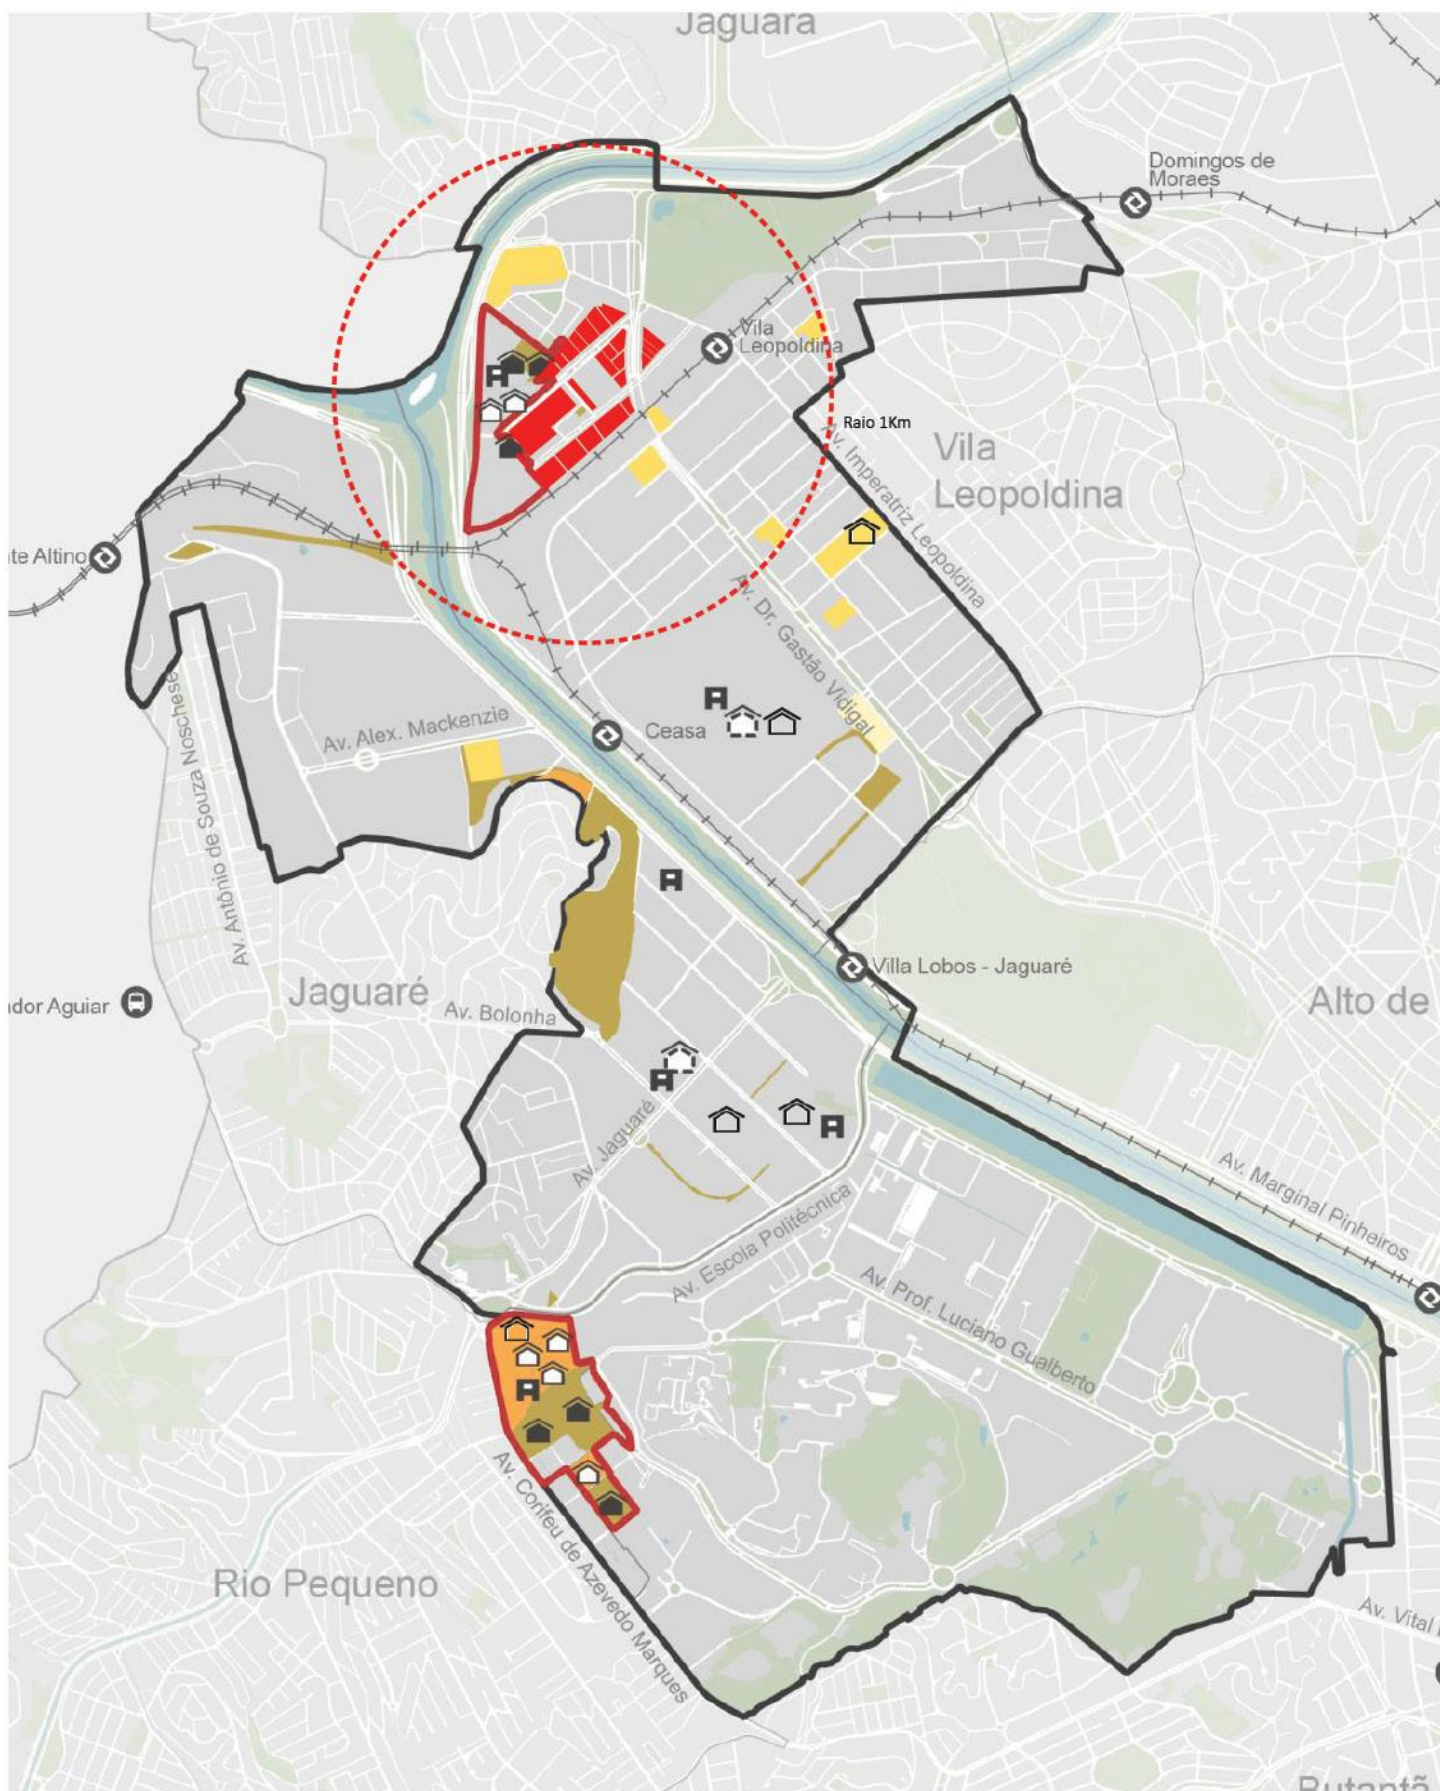 Jaguara
Domingos de
Moraes
Vila
Leopoldina
Raio 1Km
Vila
Leopoldina
Av. Imperatriz Leopoldina
te Altino
Av. Dr. Gastão Vidigal
Av. Antônio de Souza Noschese
Av. Alex. Mackenzie
Ceasa
Villa Lobos - Jaguaré
Jaguaré
Alto de
dor Aguiar
Av. Bolonha
Av. Jaguaré
Av. Marginal Pinheiros
Av. Escola Politécnica
Av. Prof. Luciano Gualberto
Av. Corifeu de Azevedo Marques
Rio Pequeno
Av. Vital
Butantã